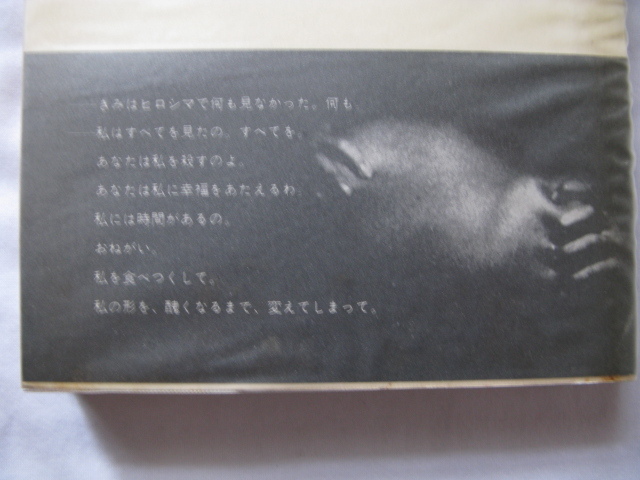 ──きみはヒロシマで何も見なかった。何も
──私はすべてを見たの。すべてを。
あなたは私を殺すのよ。
あなたは私に幸福をあたえるわ。
私には時間があるの。
おねがい。
私を食べつくして。
私の形を、醜くなるまで、変えてしまって。